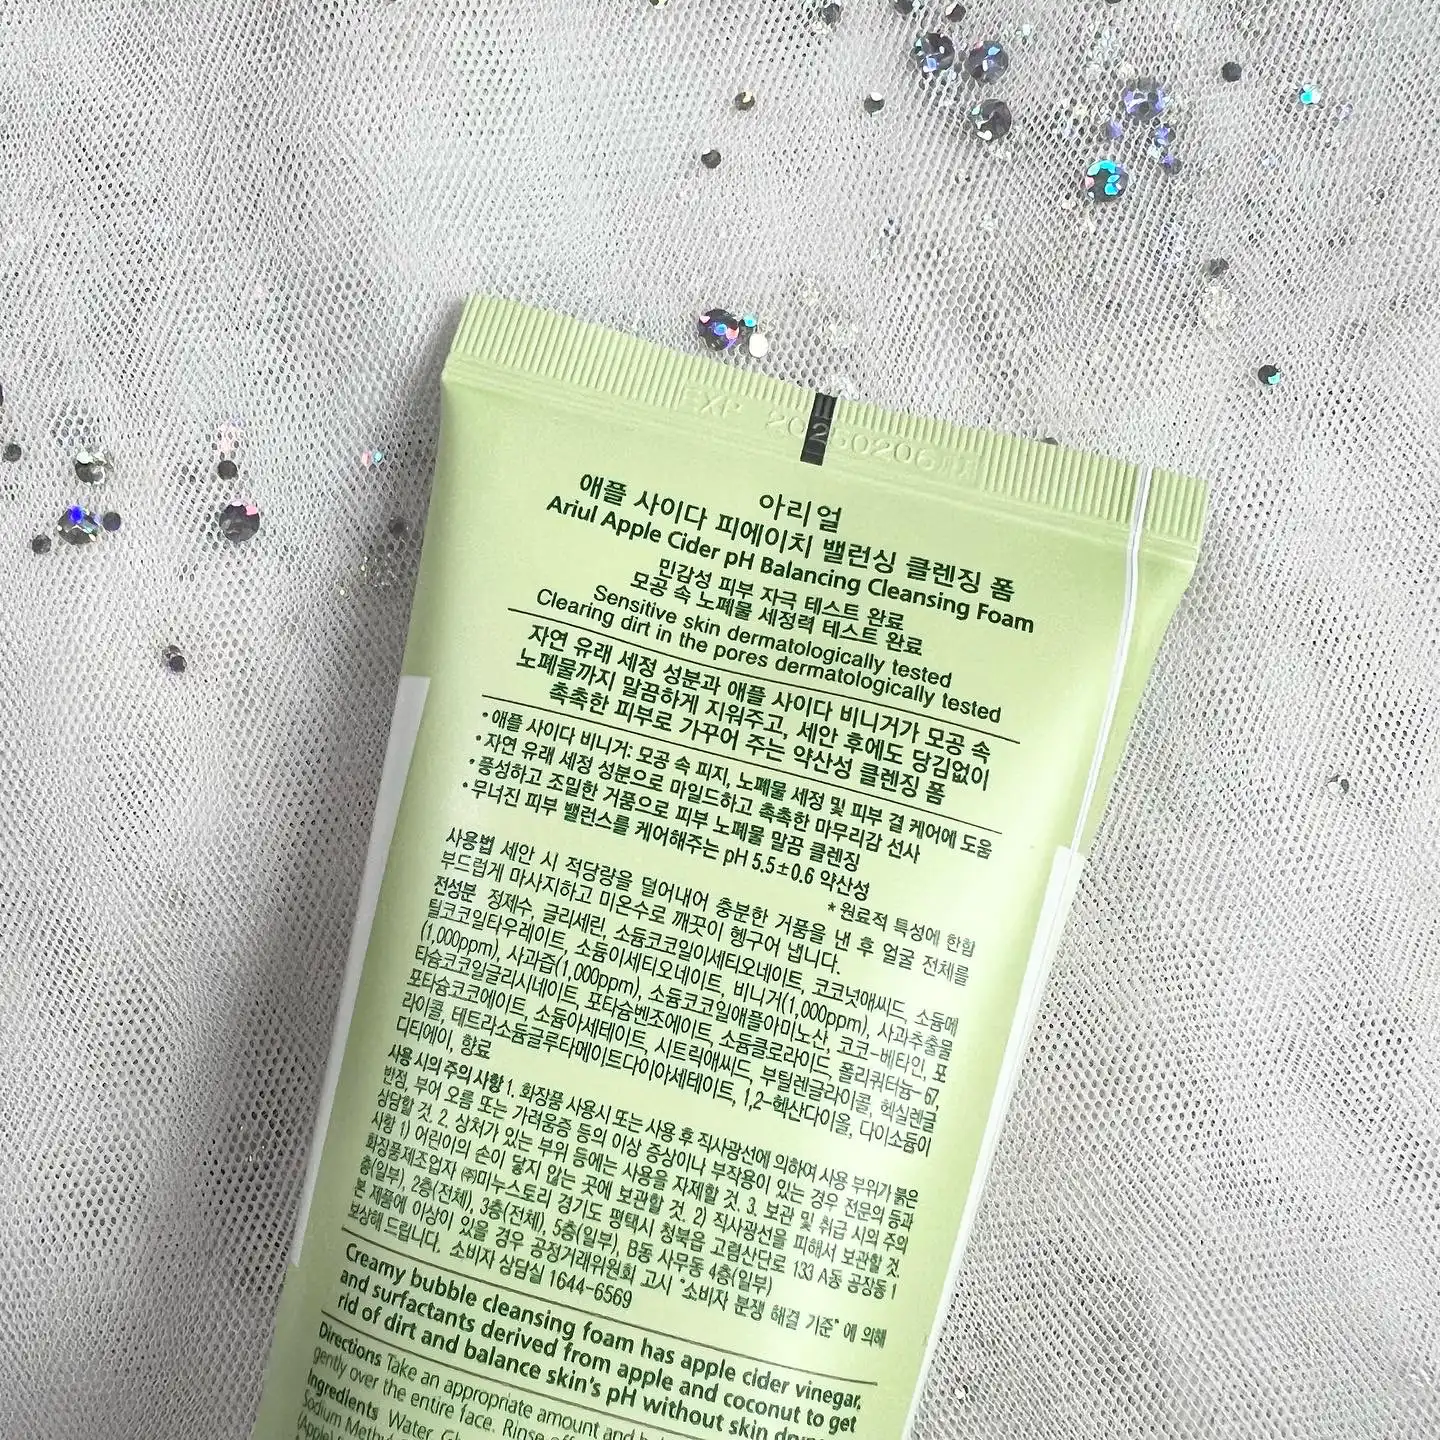 EXP 20260206
아리얼
애플 사이다 피에이치 밸런싱 클렌징 폼
Ariul Apple Cider pH Balancing Cleansing Foam
민감성 피부 자극 테스트 완료
모공 속 노폐물 세정력 테스트 완료
Sensitive skin dermatologically tested
Clearing dirt in the pores dermatologically tested
자연 유래 세정 성분과 애플 사이다 비니거가 모공 속
노폐물까지 말끔하게 지워주고, 세안 후에도 당김없이
촉촉한 피부로 가꾸어 주는 약산성 클렌징 폼
• 애플 사이다 비니거: 모공 속 피지, 노폐물 세정 및 피부 결 케어에 도움
• 자연 유래 세정 성분으로 마일드하고 촉촉한 마무리감 선사
• 풍성하고 조밀한 거품으로 피부 노폐물 말끔 클렌징
• 무너진 피부 밸런스를 케어해주는 pH 5.5±0.6 약산성
*원료적 특성에 한함
사용법 세안 시 적당량을 덜어내어 충분한 거품을 낸 후 얼굴 전체를
부드럽게 마사지하고 미온수로 깨끗이 헹구어 냅니다.
전성분 정제수, 글리세린, 소듐코코일이세티오네이트, 코코넛애씨드, 소듐메
틸코코일타우레이트, 소듐이세티오네이트, 비니거(1,000ppm), 사과추출물
(1,000ppm), 사과즙(1,000ppm), 소듐코코일애플아미노산, 코코-베타인, 포
타슘코코일글리시네이트, 포타슘벤조에이트, 소듐클로라이드, 폴리쿼터늄-67,
포타슘코코에이트, 소듐아세테이트, 시트릭애씨드, 부틸렌글라이콜, 헥실렌글
라이콜, 테트라소듐글루타메이트다이아세테이트, 1,2-헥산다이올, 다이소듐이
디티에이, 향료
사용 시의 주의 사항 1. 화장품 사용시 또는 사용 후 직사광선에 의하여 사용 부위가 붉은
반점, 부어 오름 또는 가려움증 등의 이상 증상이나 부작용이 있는 경우 전문의 등과
상담할 것. 2. 상처가 있는 부위 등에는 사용을 자제할 것. 3. 보관 및 취급 시의 주의
사항 1) 어린이의 손이 닿지 않는 곳에 보관할 것. 2) 직사광선을 피해서 보관할 것.
화장품제조업자 ㈜미누스토리 경기도 평택시 청북읍 고렴산단로 133 A동 공장동 1
층(일부), 2층(전체), 3층(전체), 5층(일부), B동 사무동 4층(일부)
본 제품에 이상이 있을 경우 공정거래위원회 고시 "소비자 분쟁 해결 기준" 에 의해
보상해 드립니다. 소비자 상담실 1644-6569
Creamy bubble cleansing foam has apple cider vinegar,
and surfactants derived from apple and coconut to get
rid of dirt and balance skin's pH without skin
Directions Take an appropriate amount and
gently over the entire face. Rinse
Ingredients Water,
Sodium Methyl
(Apple)